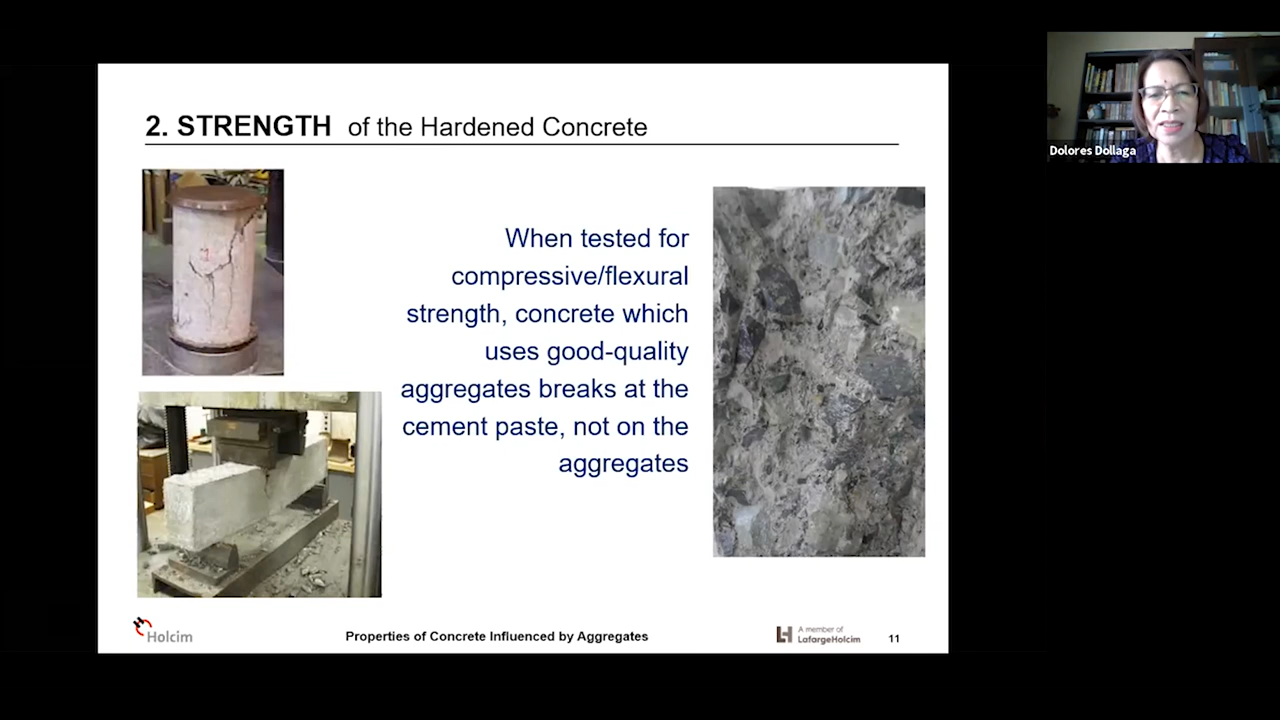 2. STRENGTH of the Hardened Concrete
When tested for
compressive/flexural
strength, concrete which
uses good-quality
aggregates breaks at the
cement paste, not on the
aggregates
Holcim
Properties of Concrete Influenced by Aggregates
A member of
LafargeHolcim
11
Dolores Dollaga